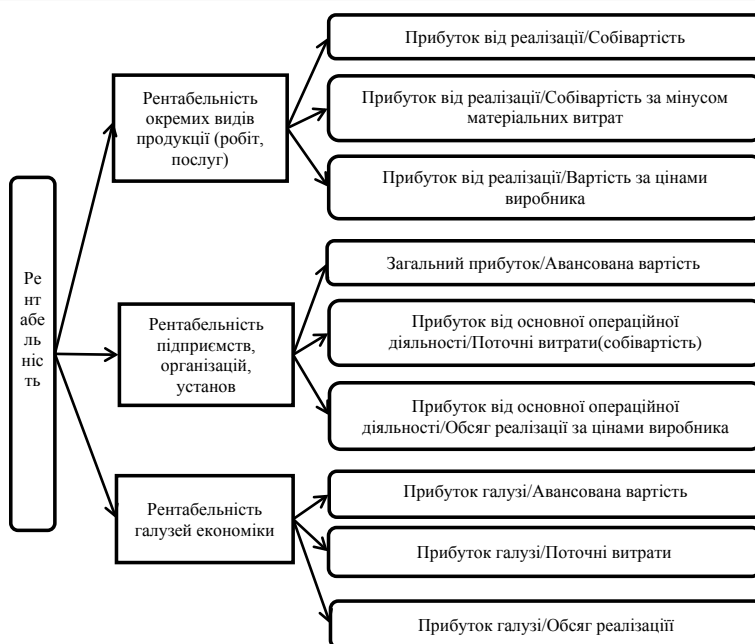 Прибуток від реалізації/Собівартість
Рентабельність
окремих видів
продукції (робіт,
послуг)
Прибуток від реалізації/Собівартість за мінусом
матеріальних витрат
Прибуток від реалізації/Вартість за цінами
виробника
Ре
нт
абе
ль
ніс
ть
Загальний прибуток/Авансована вартість
Рентабельність
підприємств,
організацій,
установ
Прибуток від основної операційної
діяльності/Поточні витрати(собівартість)
Прибуток від основної операційної
діяльності/Обсяг реалізації за цінами виробника
Рентабельність
галузей економіки
Прибуток галузі/Авансована вартість
Прибуток галузі/Поточні витрати
Прибуток галузі/Обсяг реалізаціїї